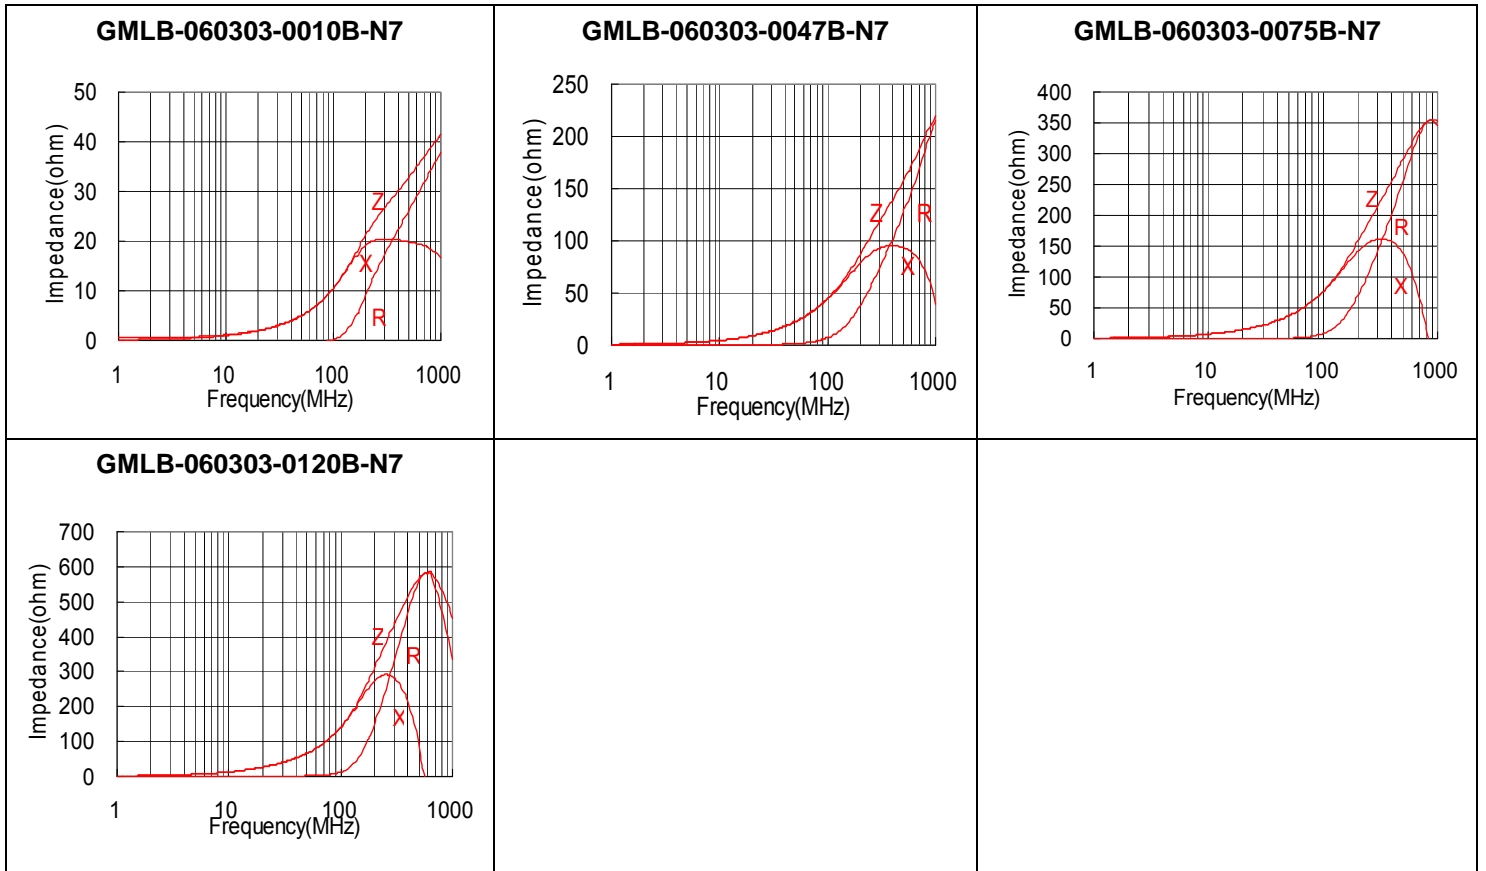 GMLB-060303-0010B-N7
50
40
30
20
10
0
Impedance(ohm)
Z
X
R
1 10 100 1000
Frequency(MHz)
GMLB-060303-0047B-N7
250
200
150
100
50
0
Impedance(ohm)
Z R
X
1 10 100 1000
Frequency(MHz)
GMLB-060303-0075B-N7
400
350
300
250
200
150
100
50
0
Impedance(ohm)
Z
R
X
1 10 100 1000
Frequency(MHz)
GMLB-060303-0120B-N7
700
600
500
400
300
200
100
0
Impedance(ohm)
Z
R
X
1 10 100 1000
Frequency(MHz)